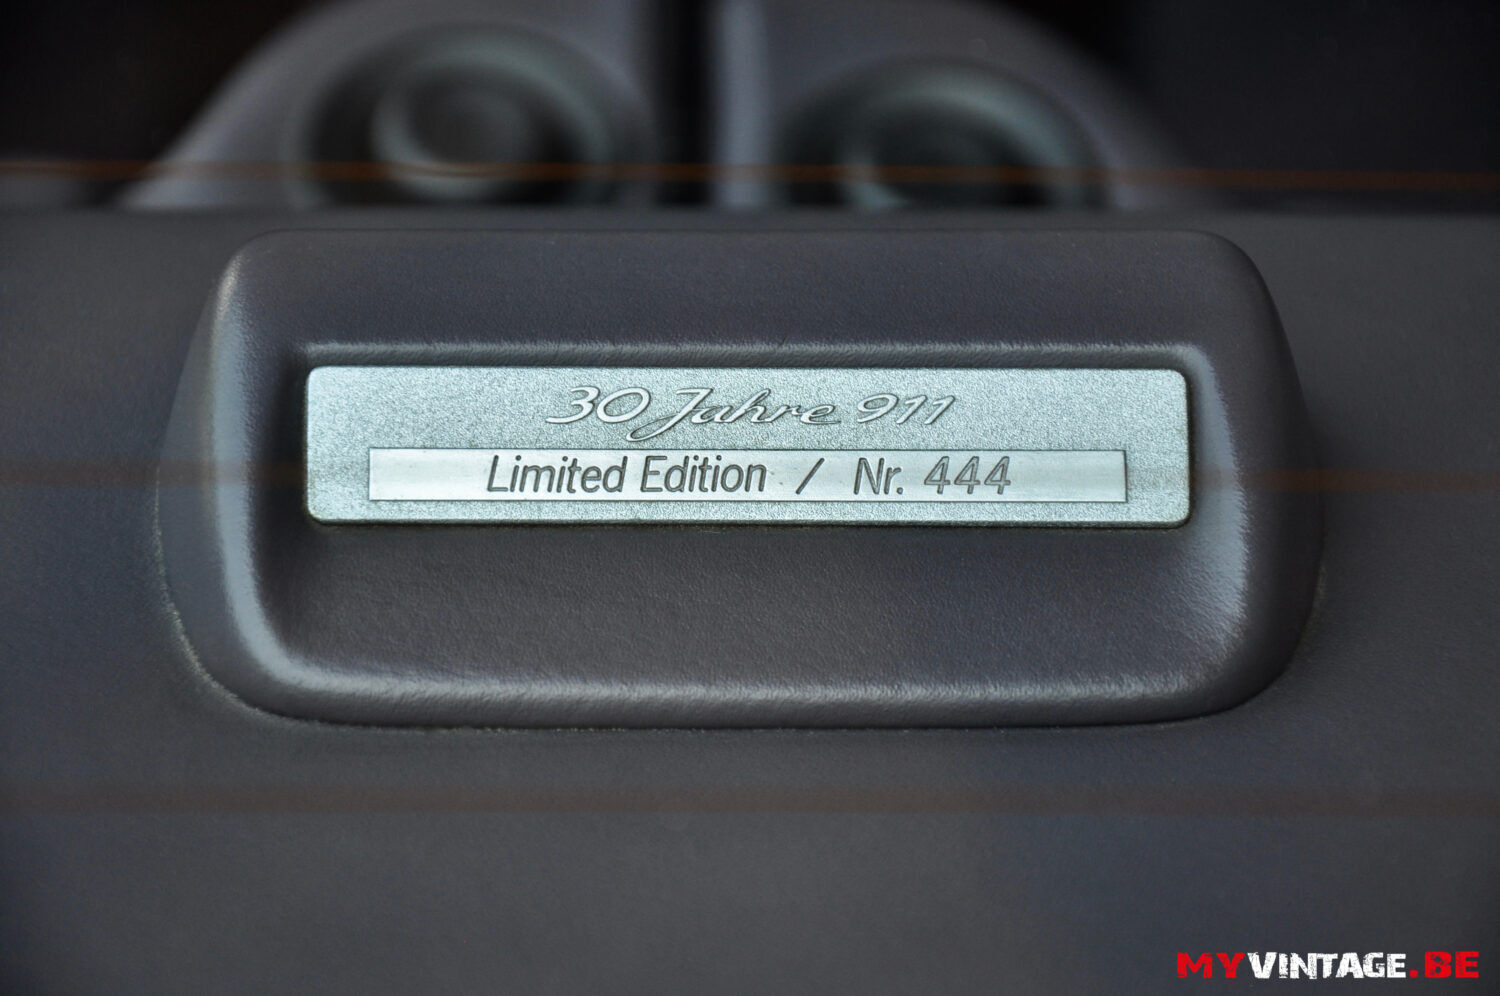 30 Jahre 911
Limited Edition / Nr. 444
MYVINTAGE.BE